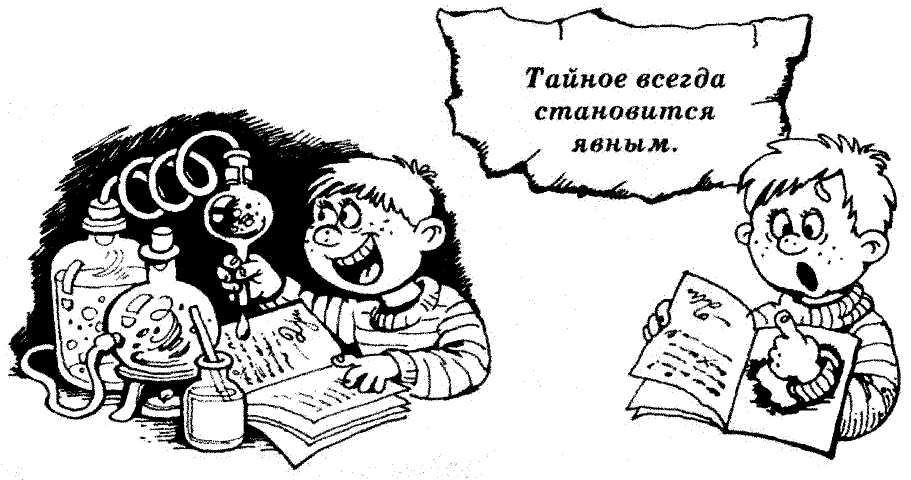 Тайное всегда
становится
явным.